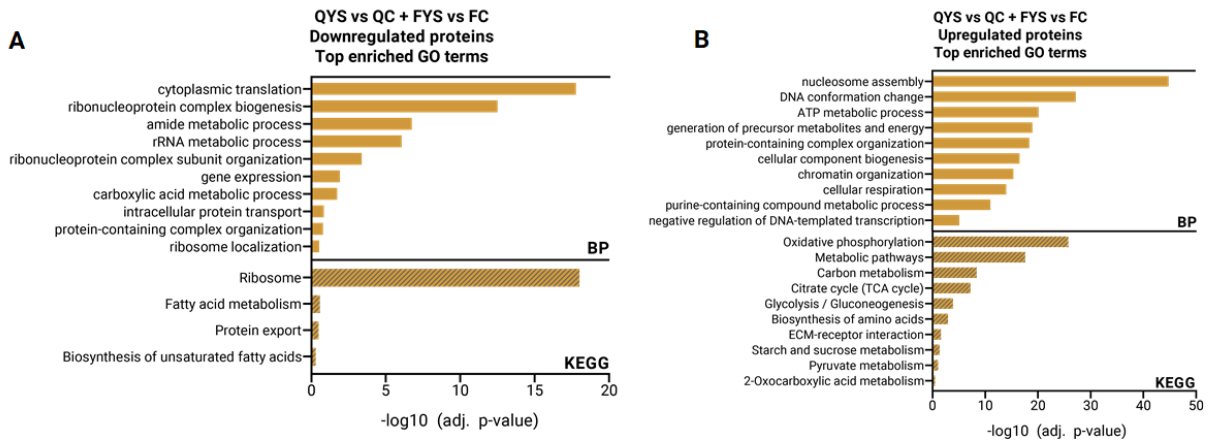 A
QYS vs QC + FYS vs FC
Downregulated proteins
Top enriched GO terms
cytoplasmic translation
ribonucleoprotein complex biogenesis
amide metabolic process
rRNA metabolic process
ribonucleoprotein complex subunit organization
gene expression
carboxylic acid metabolic process
intracellular protein transport
protein-containing complex organization
ribosome localization
BP
Ribosome
Fatty acid metabolism
Protein export
Biosynthesis of unsaturated fatty acids
KEGG
0 5 10 15 20
-log10 (adj. p-value)
B
QYS vs QC + FYS vs FC
Upregulated proteins
Top enriched GO terms
nucleosome assembly
DNA conformation change
ATP metabolic process
generation of precursor metabolites and energy
protein-containing complex organization
cellular component biogenesis
chromatin organization
cellular respiration
purine-containing compound metabolic process
negative regulation of DNA-templated transcription
BP
Oxidative phosphorylation
Metabolic pathways
Carbon metabolism
Citrate cycle (TCA cycle)
Glycolysis / Gluconeogenesis
Biosynthesis of amino acids
ECM-receptor interaction
Starch and sucrose metabolism
Pyruvate metabolism
2-Oxocarboxylic acid metabolism
KEGG
0 10 20 30 40 50
-log10 (adj. p-value)